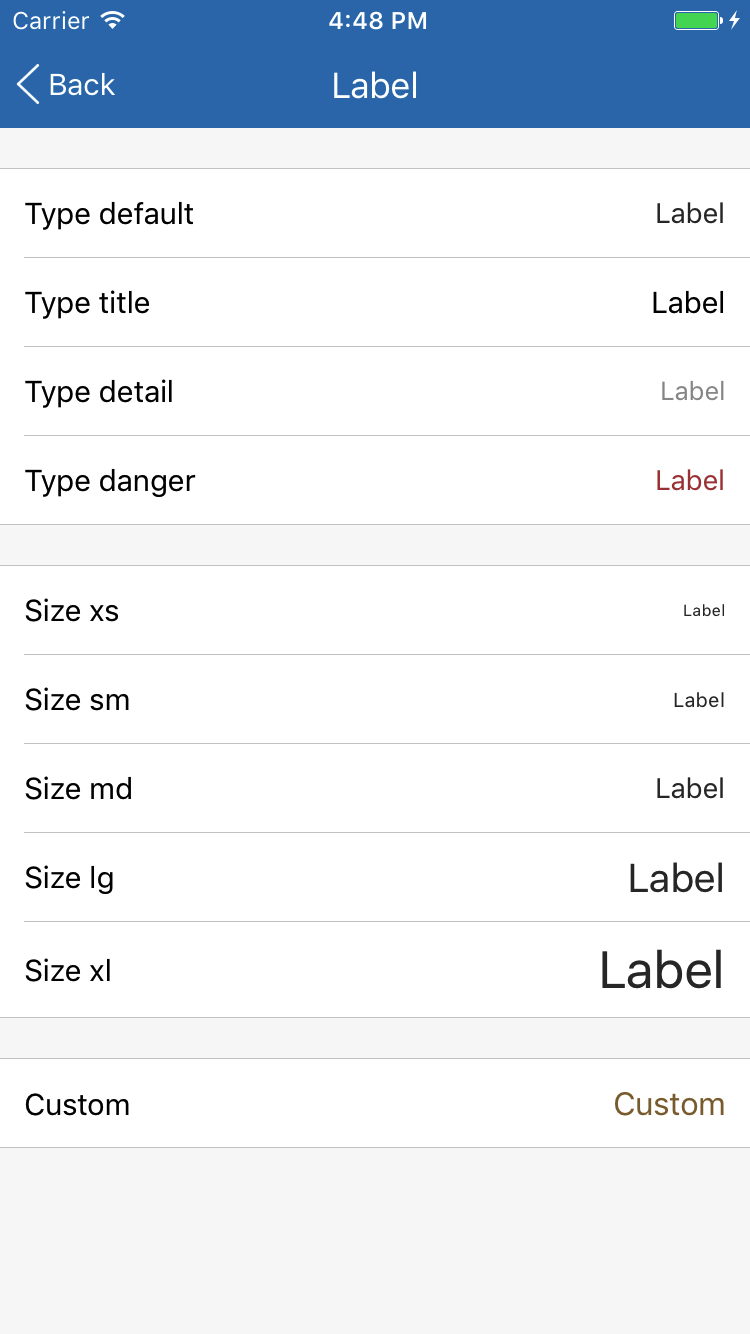 Carrier 4:48 PM
Back Label
Type default Label
Type title Label
Type detail Label
Type danger Label
Size xs Label
Size sm Label
Size md Label
Size lg Label
Size xl Label
Custom Custom